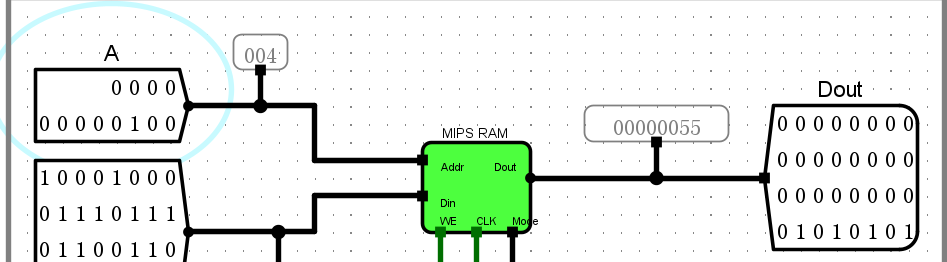 A
0 0 0 0
0 0 0 0 0 1 0 0
004
1 0 0 0 1 0 0 0
0 1 1 1 0 1 1 1
0 1 1 0 0 1 1 0
MIPS RAM
Addr Dout
Din
WE CLK Mode
00000055
Dout
0 0 0 0 0 0 0 0
0 0 0 0 0 0 0 0
0 0 0 0 0 0 0 0
0 1 0 1 0 1 0 1